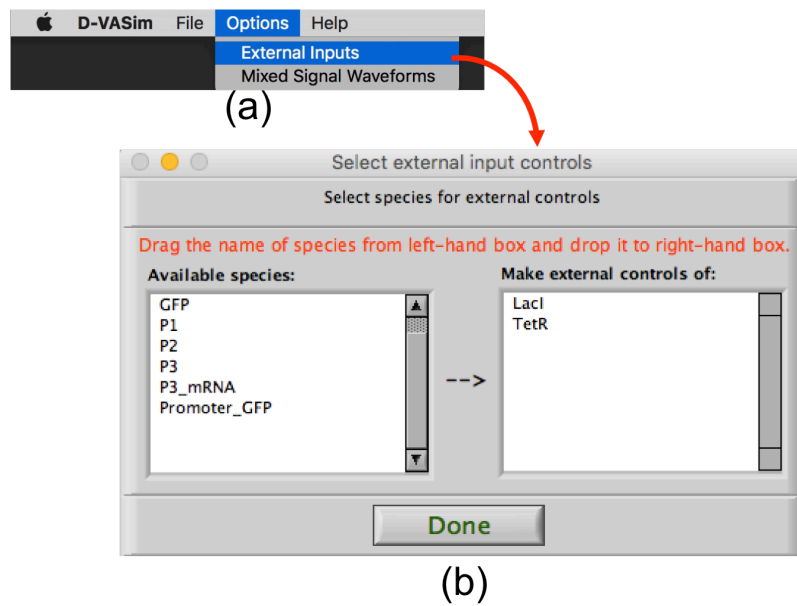 D-VASim File Options Help
External Inputs
Mixed Signal Waveforms
(a)
Select external input controls
Select species for external controls
Drag the name of species from left-hand box and drop it to right-hand box.
Available species:
Make external controls of:
GFP
P1
P2
P3
P3_mRNA
Promoter_GFP
-->
LacI
TetR
Done
(b)